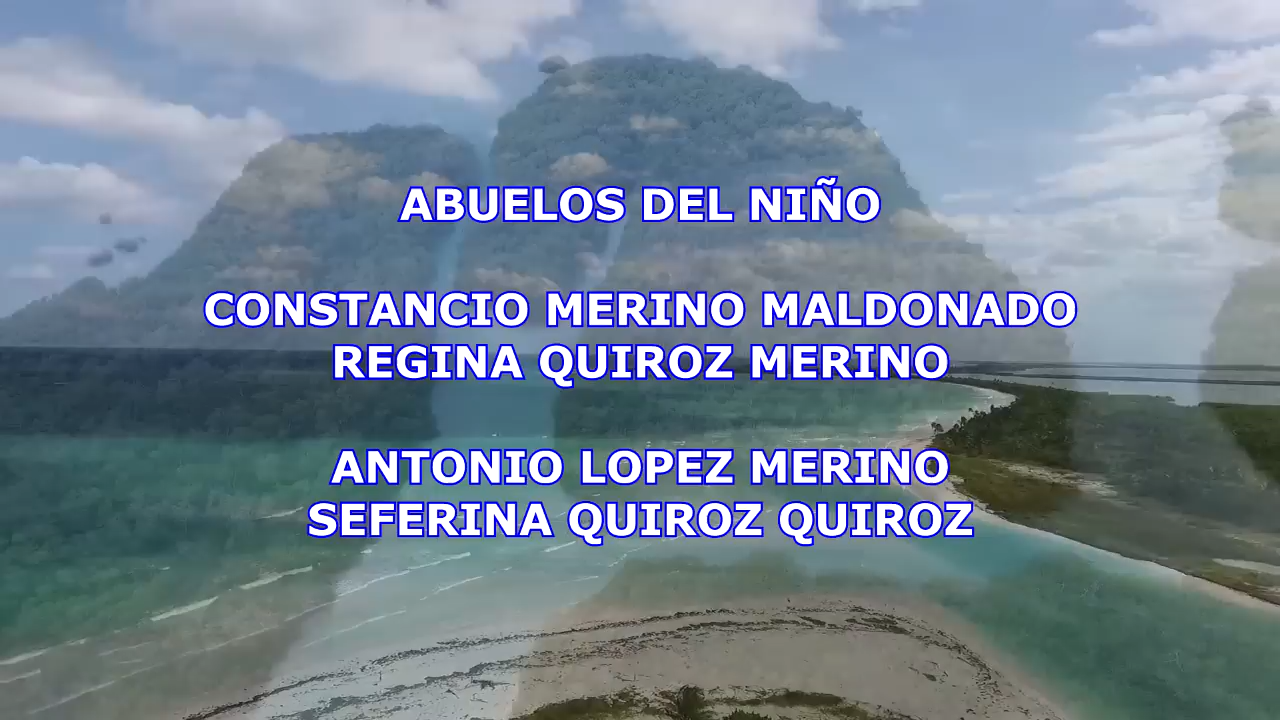 ABUELOS DEL NIÑO
CONSTANCIO MERINO MALDONADO
REGINA QUIROZ MERINO
ANTONIO LOPEZ MERINO
SEFERINA QUIROZ QUIROZ